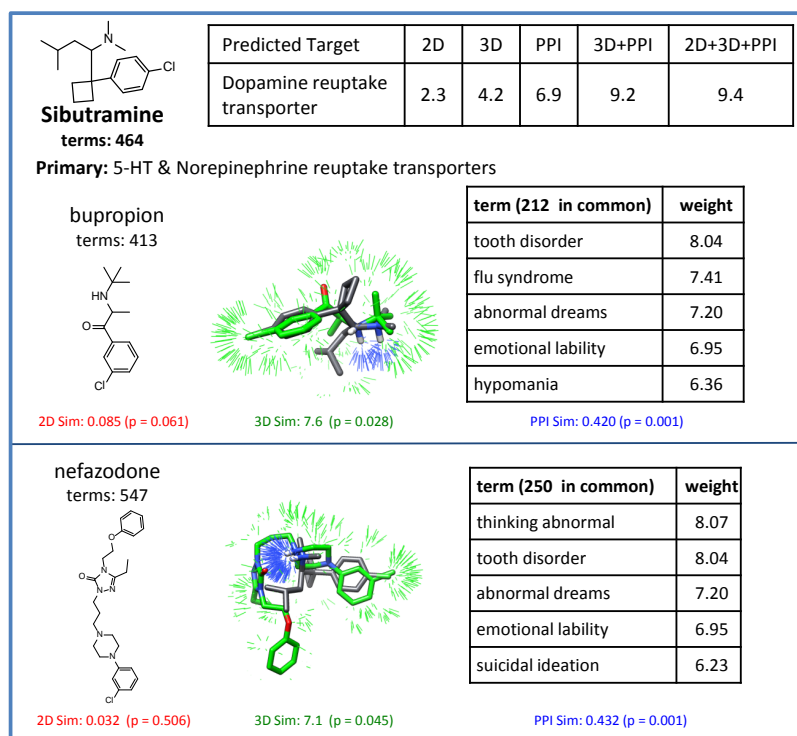 N
Cl
Sibutramine
terms: 464
Predicted Target 2D 3D PPI 3D+PPI 2D+3D+PPI
Dopamine reuptake
transporter 2.3 4.2 6.9 9.2 9.4
Primary: 5-HT & Norepinephrine reuptake transporters
bupropion
terms: 413
HN
O
Cl
term (212 in common) weight
tooth disorder 8.04
flu syndrome 7.41
abnormal dreams 7.20
emotional lability 6.95
hypomania 6.36
2D Sim: 0.085 (p = 0.061) 3D Sim: 7.6 (p = 0.028) PPI Sim: 0.420 (p = 0.001)
nefazodone
terms: 547
O
N
O
N N
N
N
Cl
term (250 in common) weight
thinking abnormal 8.07
tooth disorder 8.04
abnormal dreams 7.20
emotional lability 6.95
suicidal ideation 6.23
2D Sim: 0.032 (p = 0.506) 3D Sim: 7.1 (p = 0.045) PPI Sim: 0.432 (p = 0.001)